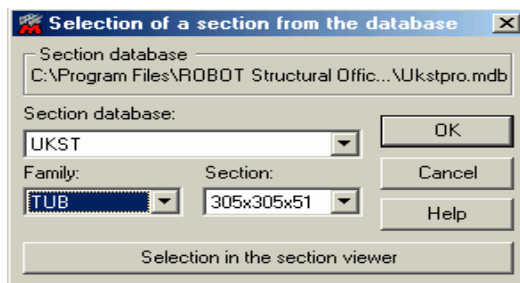 Selection of a section from the database
Section database
C:\Program Files\ROBOT Structural Offic...\Ukstpro.mdb
Section database:
UKST
OK
Family:
Section:
Cancel
TUB
305x305x51
Help
Selection in the section viewer